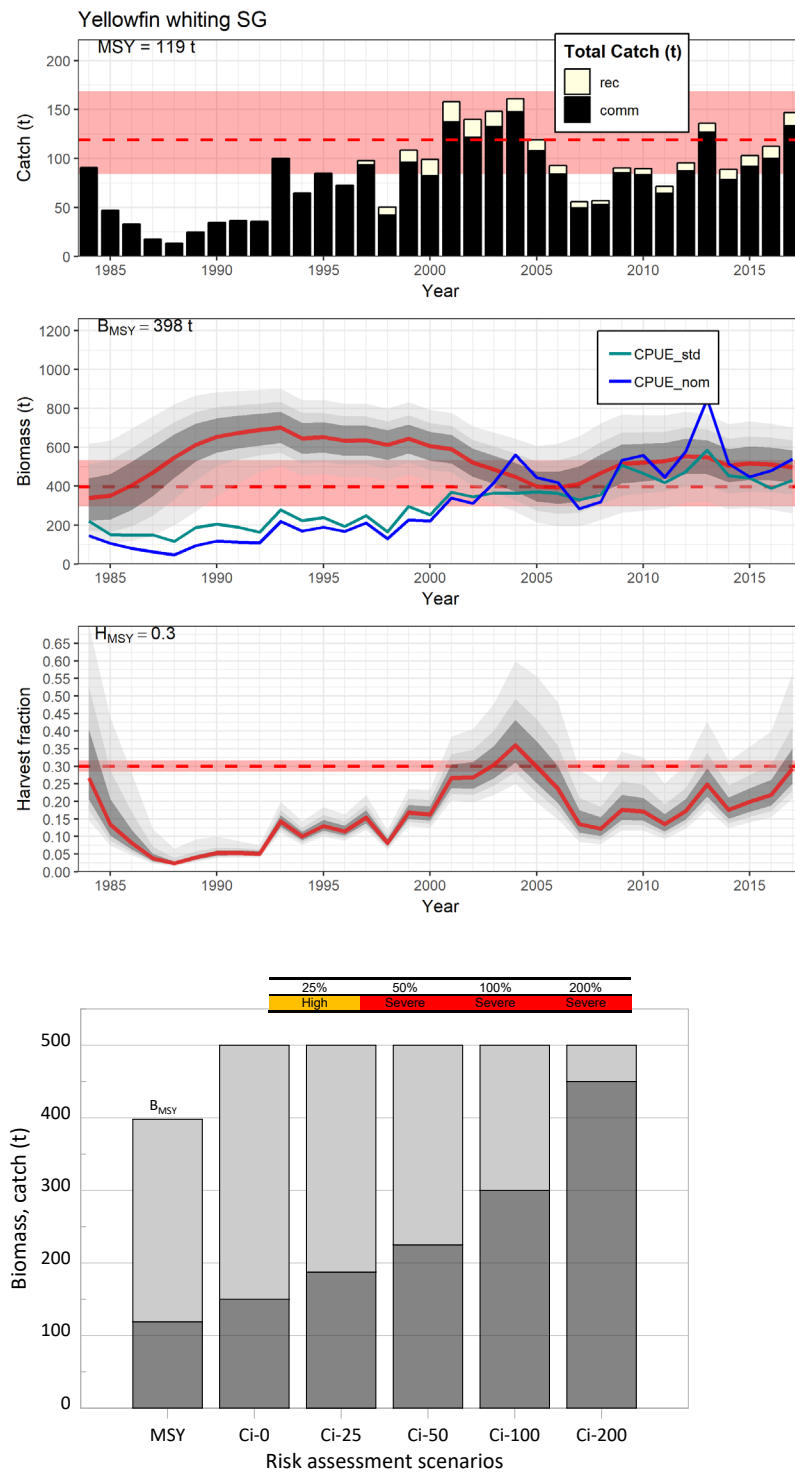 Yellowfin whiting SG
MSY = 119 t
Total Catch (t)
rec
comm
Catch (t)
200
150
100
50
0
1985 1990 1995 2000 2005 2010 2015
Year
BMSY = 398 t
CPUE_std
CPUE_nom
Biomass (t)
1200
1000
800
600
400
200
0
1985 1990 1995 2000 2005 2010 2015
Year
HMSY = 0.3
Harvest fraction
0.65
0.60
0.55
0.50
0.45
0.40
0.35
0.30
0.25
0.20
0.15
0.10
0.05
0.00
1985 1990 1995 2000 2005 2010 2015
Year
25% 50% 100% 200%
High Severe Severe Severe
Biomass, catch (t)
500
400
300
200
100
0
BMSY
MSY Ci-0 Ci-25 Ci-50 Ci-100 Ci-200
Risk assessment scenarios